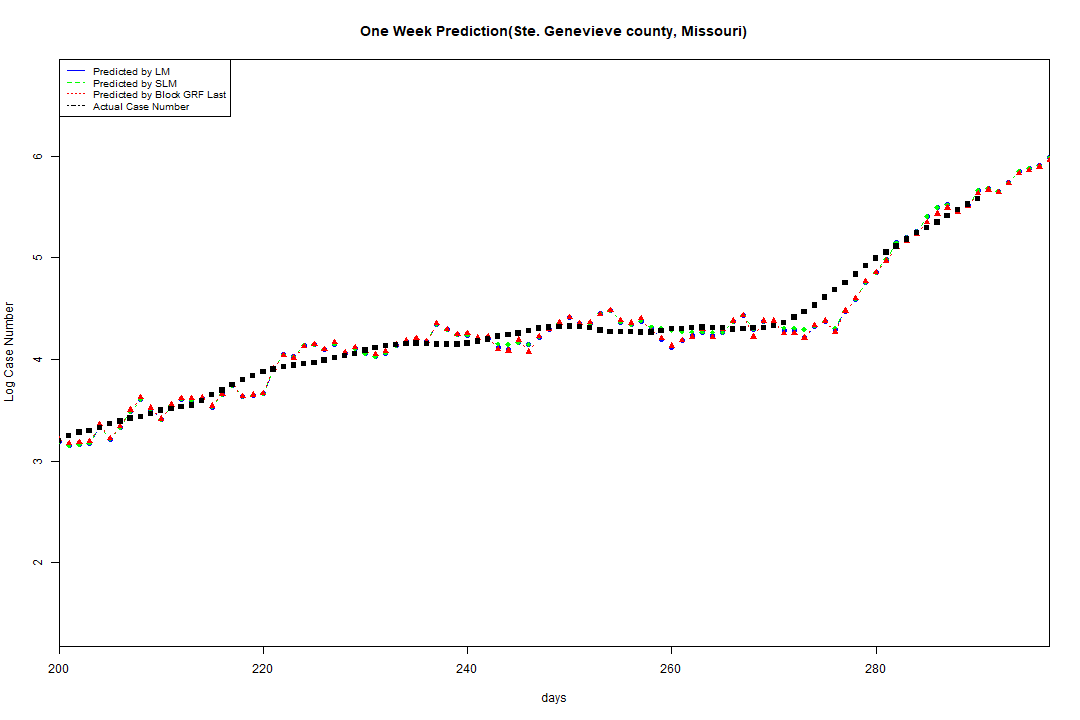 One Week Prediction(Ste. Genevieve county, Missouri)
Predicted by LM
Predicted by SLM
Predicted by Block GRF Last
Actual Case Number
6
5
4
3
2
Log Case Number
200 220 240 260 280
days